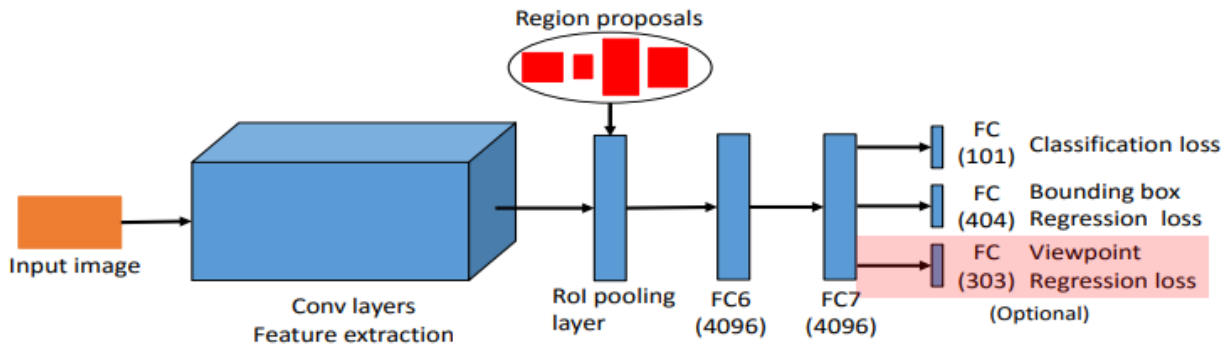 Region proposals
Input image
Conv layers
Feature extraction
RoI pooling
layer
FC6
(4096)
FC7
(4096)
FC
(101)
Classification loss
FC
(404)
Bounding box
Regression loss
FC
(303)
Viewpoint
Regression loss
(Optional)